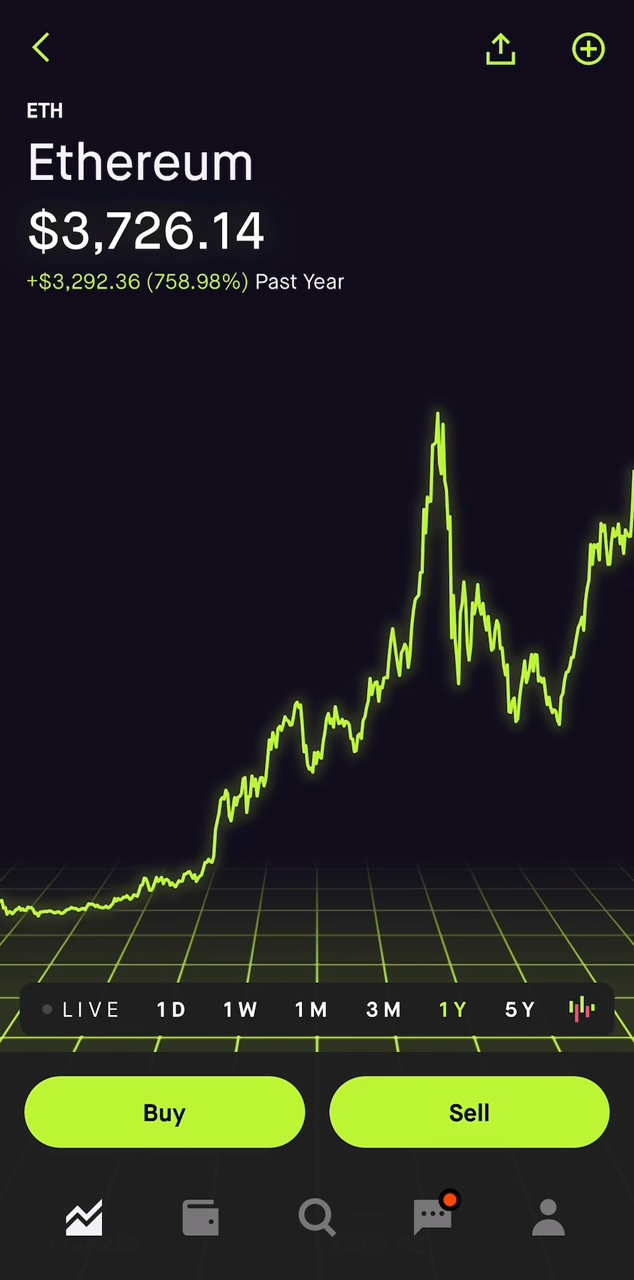 ETH
Ethereum
$3,726.14
+$3,292.36 (758.98%) Past Year
LIVE 1D 1W 1M 3M 1Y 5Y
Buy Sell